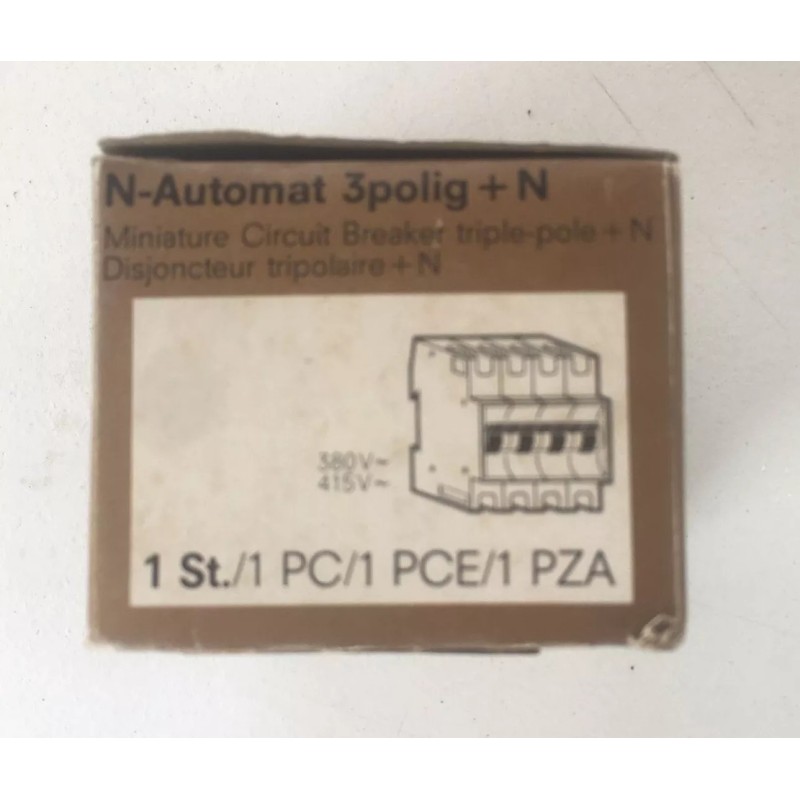 N-Automat 3polig + N
Miniature Circuit Breaker triple-pole + N
Disjoncteur tripolaire + N
380V~
415V~
1 St./1 PC/1 PCE/1 PZA